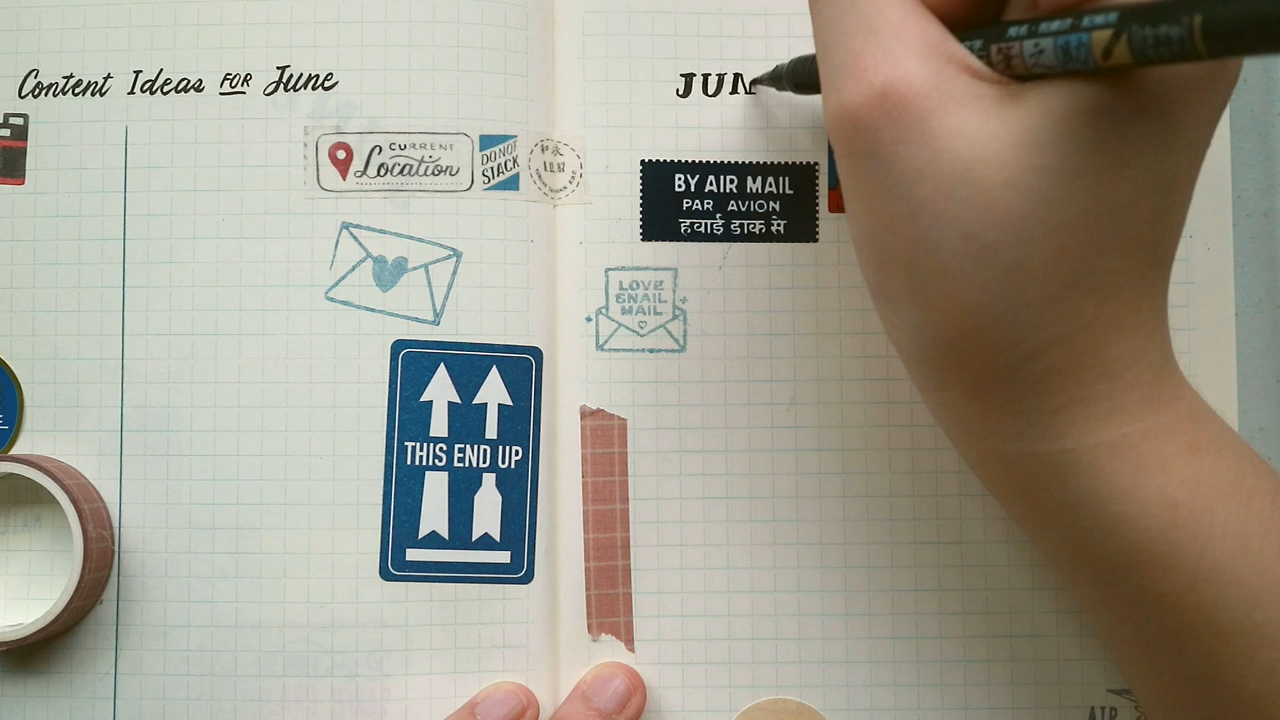 Content Ideas FOR June
JUN
CURRENT
Location
DO NOT
STACK
BY AIR MAIL
PAR AVION
हवाई डाक से
LOVE
SNAIL
MAIL
THIS END UP
AIR